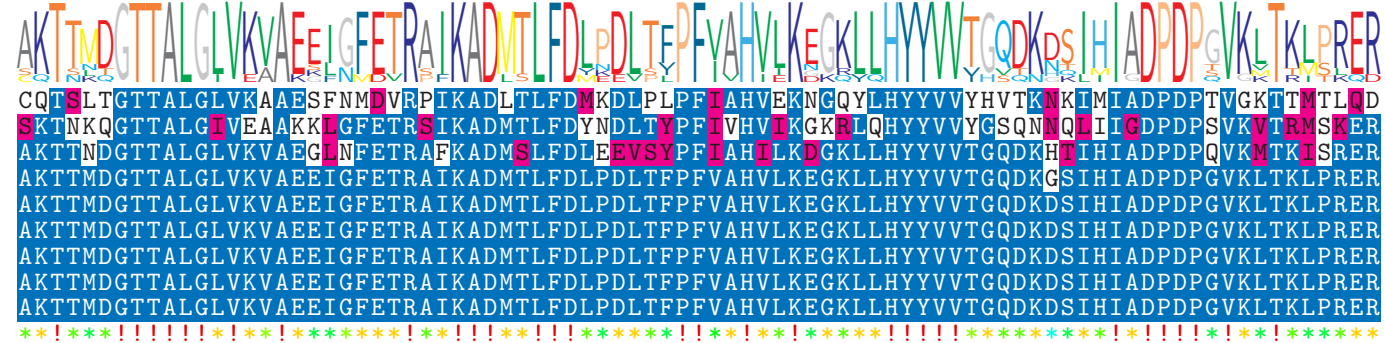 AKTTMDGTTALGLVKVAEEIGFETRAIKADMTLFDLPDLTFPFVAHVLKEGKLLHYYVVTGQDKDSIHIADPDPGVKLTKLPRER
CQTSLTGTTALGLVKAAESFNMDVRPIKADLTLFDMKDLPLPFIAHVEKNGQYLHYYVVYHVTKNKIMIADPDPTVGKTTMTLQD
SKTNKQGTTALGIVEAAKKLGFETRSIKADMTLFDYNDLTYPFIVHVIKGKRLQHYYVVYGSQNNQLIIGDPDPSVKVTRMSKER
AKTTNDGTTALGLVKVAEGLNFETRAFKADMSLFDLEEVSYPFIAHILKDGKLLHYYVVTGQDKHTIHIADPDPQVKMTKISRER
AKTTMDGTTALGLVKVAEEIGFETRAIKADMTLFDLPDLTFPFVAHVLKEGKLLHYYVVTGQDKGSIHIADPDPGVKLTKLPRER
AKTTMDGTTALGLVKVAEEIGFETRAIKADMTLFDLPDLTFPFVAHVLKEGKLLHYYVVTGQDKDSIHIADPDPGVKLTKLPRER
AKTTMDGTTALGLVKVAEEIGFETRAIKADMTLFDLPDLTFPFVAHVLKEGKLLHYYVVTGQDKDSIHIADPDPGVKLTKLPRER
AKTTMDGTTALGLVKVAEEIGFETRAIKADMTLFDLPDLTFPFVAHVLKEGKLLHYYVVTGQDKDSIHIADPDPGVKLTKLPRER
AKTTMDGTTALGLVKVAEEIGFETRAIKADMTLFDLPDLTFPFVAHVLKEGKLLHYYVVTGQDKDSIHIADPDPGVKLTKLPRER
AKTTMDGTTALGLVKVAEEIGFETRAIKADMTLFDLPDLTFPFVAHVLKEGKLLHYYVVTGQDKDSIHIADPDPGVKLTKLPRER
**!***!!!!!!*!**!*******!**!!!**!!!******!!**!**!*****!!!!!*********!*!!!!*!**!******